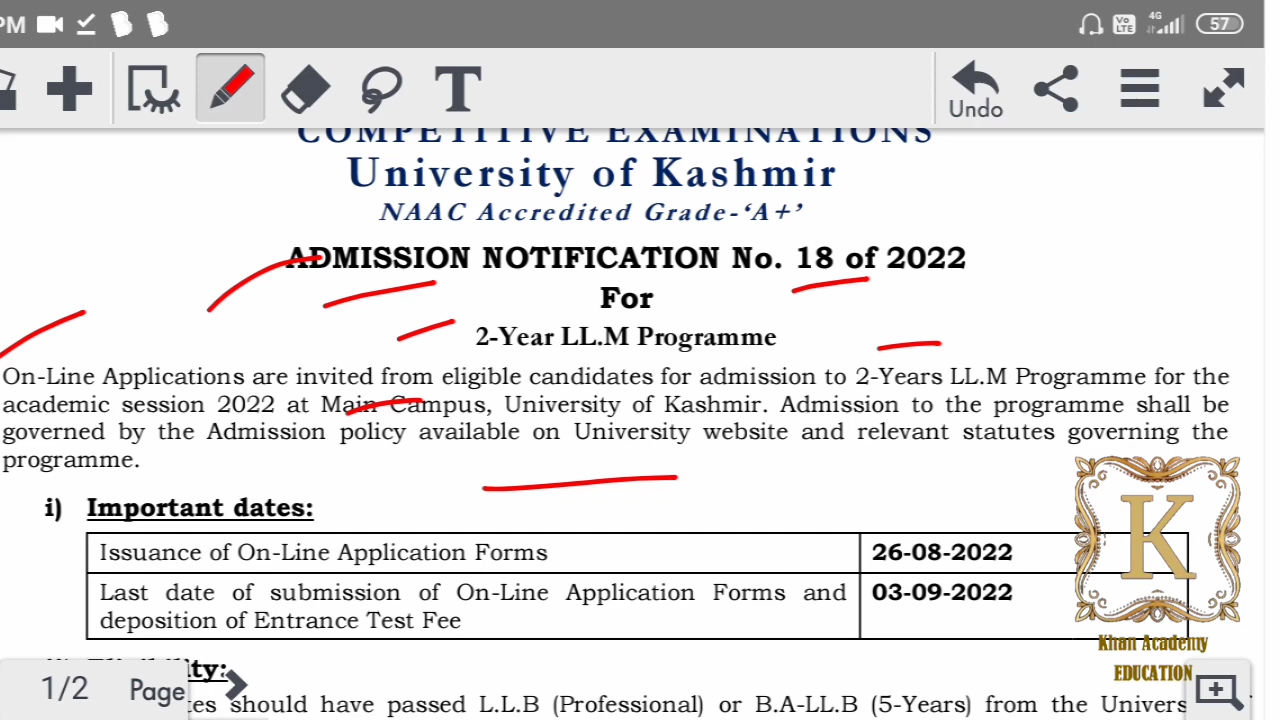 PM
Vo LTE
4G
57
T
Undo
COMPETITIVE EXAMINATIONS
University of Kashmir
NAAC Accredited Grade-‘A+’
ADMISSION NOTIFICATION No. 18 of 2022
For
2-Year LL.M Programme
On-Line Applications are invited from eligible candidates for admission to 2-Years LL.M Programme for the
academic session 2022 at Main Campus, University of Kashmir. Admission to the programme shall be
governed by the Admission policy available on University website and relevant statutes governing the
programme.
i) Important dates:
Issuance of On-Line Application Forms 26-08-2022
Last date of submission of On-Line Application Forms and 03-09-2022
deposition of Entrance Test Fee
K
Khan Academy
EDUCATION
1/2 Page
should have passed L.L.B (Professional) or B.A-LL.B (5-Years) from the